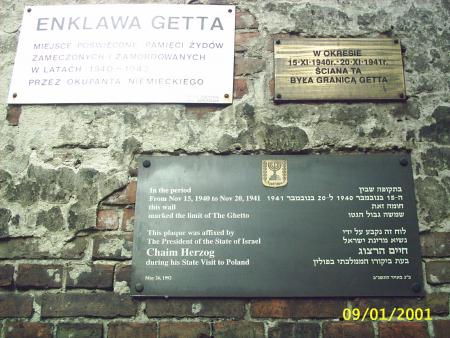 ENKLAWA GETTA
MIEJSCE POŚWIĘCONE PAMIĘCI ŻYDÓW
ZAMĘCZONYCH I ZAMORDOWANYCH
W LATACH 1940-1943
PRZEZ OKUPANTA NIEMIECKIEGO
W OKRESIE
15·XI·1940r.-20·XI·1941r.
ŚCIANA TA
BYŁA GRANICĄ GETTA
In the period
From Nov 15, 1940 to Nov 20, 1941
this wall
marked the limit of The Ghetto
This plaque was affixed by
The President of the State of Israel
Chaim Herzog
during his State Visit to Poland
May 26, 1992
בתקופה שבין
ה-15 בנובמבר 1940 ל-20 בנובמבר 1941
חומה זאת
שמשה גבול הגטו
לוח זה נקבע על ידי
נשיא מדינת ישראל
חיים הרצוג
בעת ביקורו הממלכתי בפולין
כ"ג באייר התשנ"ב
09/01/2001